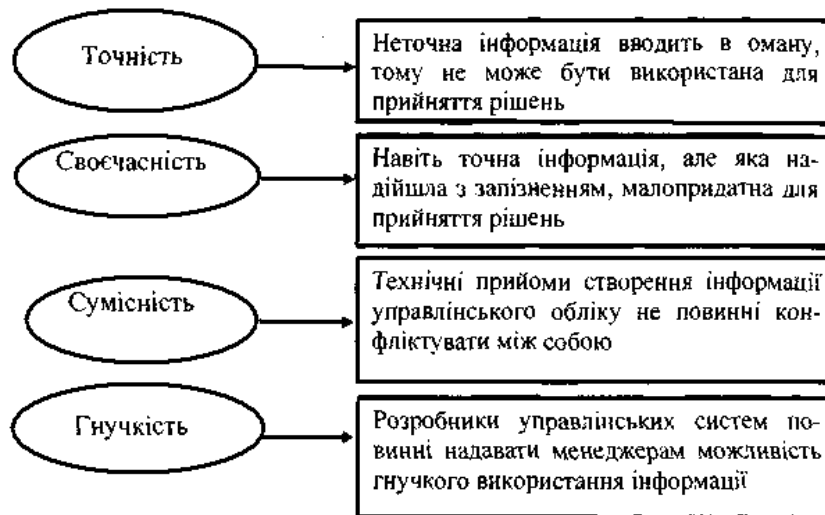 Точність
Неточна інформація вводить в оману,
тому не може бути використана для
прийняття рішень
Своєчасність
Навіть точна інформація, але яка на-
дійшла з запізненням, малопридатна для
прийняття рішень
Сумісність
Технічні прийоми створення інформації
управлінського обліку не повинні кон-
фліктувати між собою
Гнучкість
Розробники управлінських систем по-
винні надавати менеджерам можливість
гнучкого використання інформації